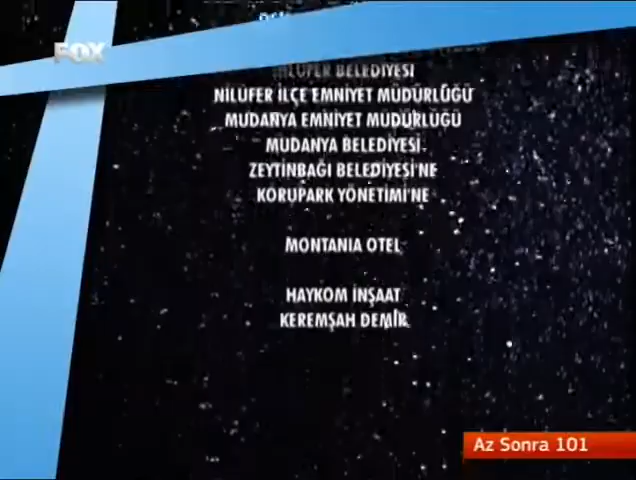 FOX
NİLÜFER BELEDİYESİ
NİLÜFER İLÇE EMNİYET MÜDÜRLÜĞÜ
MUDANYA EMNİYET MÜDÜRLÜĞÜ
MUDANYA BELEDİYESİ
ZEYTİNBAĞI BELEDİYESİ'NE
KORUPARK YÖNETİMİ'NE
MONTANIA OTEL
HAYKOM İNŞAAT
KEREMŞAH DEMİR
Az Sonra 101